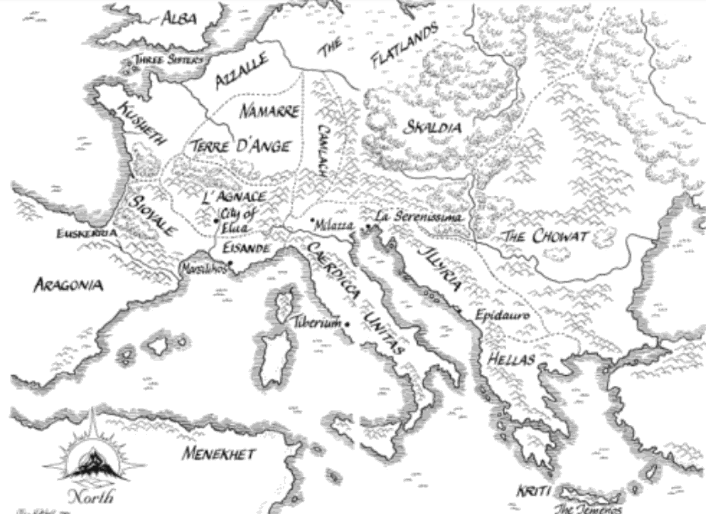 ALBA
THE
FLATLANDS
THREE SISTERS
AZZALLE
KUSHETH
NAMARRE
CAMLACH
SKALDIA
TERRE D'ANGE
SIOVALE
L'AGNACE
City of
Elua
La Serenissima
Milazza
EUSKERRIA
EISANDE
THE CHOWAT
Marsilikos
CAERDICCA
UNITAS
ILLYRIA
ARAGONIA
Tiberium
Epidauro
HELLAS
MENEKHET
North
KRITI
The Temenos